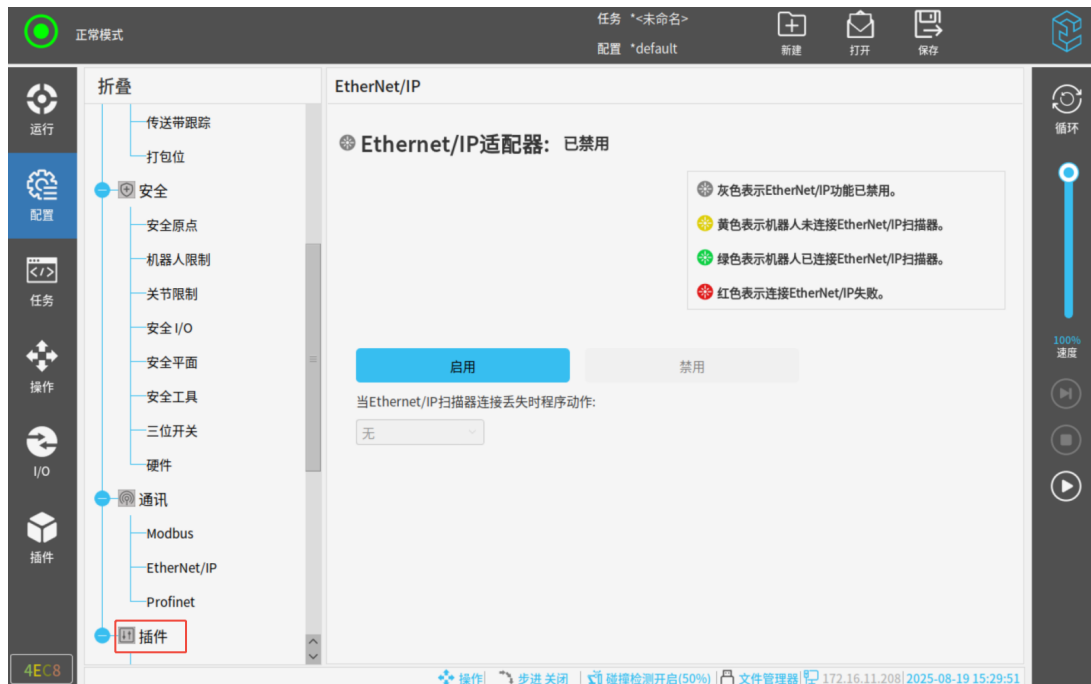 正常模式
任务 *<未命名>
配置 *default
新建
打开
保存
运行
配置
任务
操作
I/O
插件
4EC8
折叠
传送带跟踪
打包位
安全
安全原点
机器人限制
关节限制
安全 I/O
安全平面
安全工具
三位开关
硬件
通讯
Modbus
EtherNet/IP
Profinet
插件
EtherNet/IP
Ethernet/IP适配器: 已禁用
灰色表示EtherNet/IP功能已禁用。
黄色表示机器人未连接EtherNet/IP扫描器。
绿色表示机器人已连接EtherNet/IP扫描器。
红色表示连接EtherNet/IP失败。
启用
禁用
当Ethernet/IP扫描器连接丢失时程序动作:
无
循环
100%
速度
操作
步进 关闭
碰撞检测开启(50%)
文件管理器
172.16.11.208
2025-08-19 15:29:51